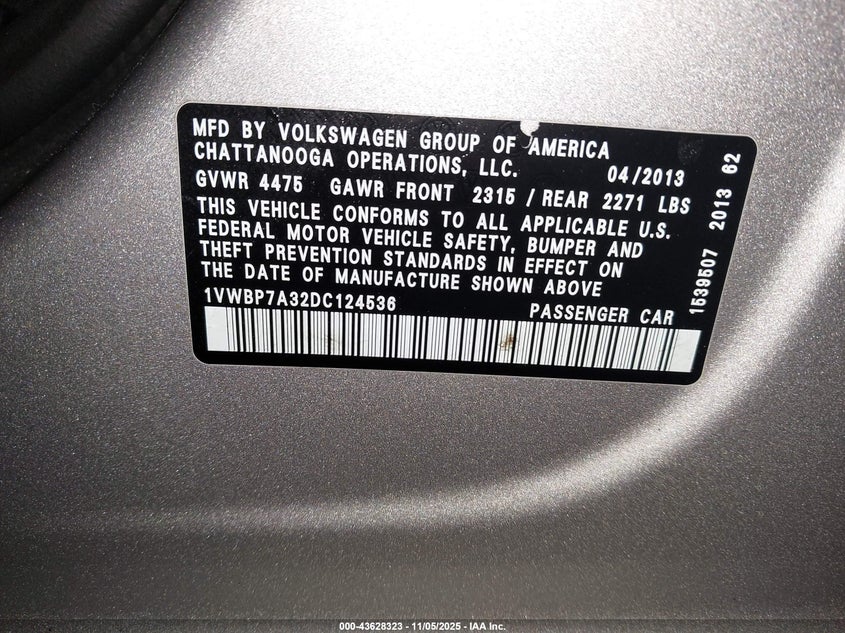 MFD BY VOLKSWAGEN GROUP OF AMERICA
CHATTANOOGA OPERATIONS, LLC. 04/2013
GVWR 4475 GAWR FRONT 2315 / REAR 2271 LBS
THIS VEHICLE CONFORMS TO ALL APPLICABLE U.S.
FEDERAL MOTOR VEHICLE SAFETY, BUMPER AND
THEFT PREVENTION STANDARDS IN EFFECT ON
THE DATE OF MANUFACTURE SHOWN ABOVE
1VWBP7A32DC124536 PASSENGER CAR
1539507 2013 62
000-43628323 — 11/05/2025 — IAA Inc.